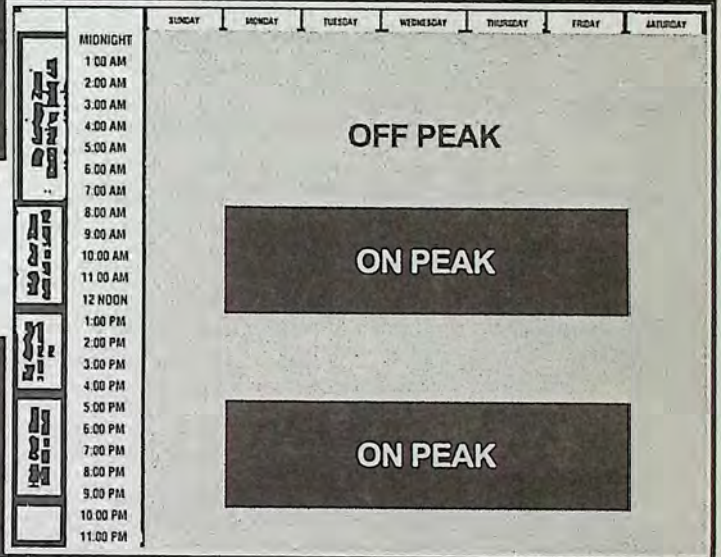 SUNDAY MONDAY TUESDAY WEDNESDAY THURSDAY FRIDAY SATURDAY
MIDNIGHT
1:00 AM
2:00 AM
3:00 AM
4:00 AM
OFF PEAK
5:00 AM
6:00 AM
7:00 AM
8:00 AM
9:00 AM
10:00 AM
ON PEAK
11:00 AM
12 NOON
1:00 PM
2:00 PM
3:00 PM
4:00 PM
5:00 PM
6:00 PM
7:00 PM
ON PEAK
8:00 PM
9:00 PM
10:00 PM
11:00 PM